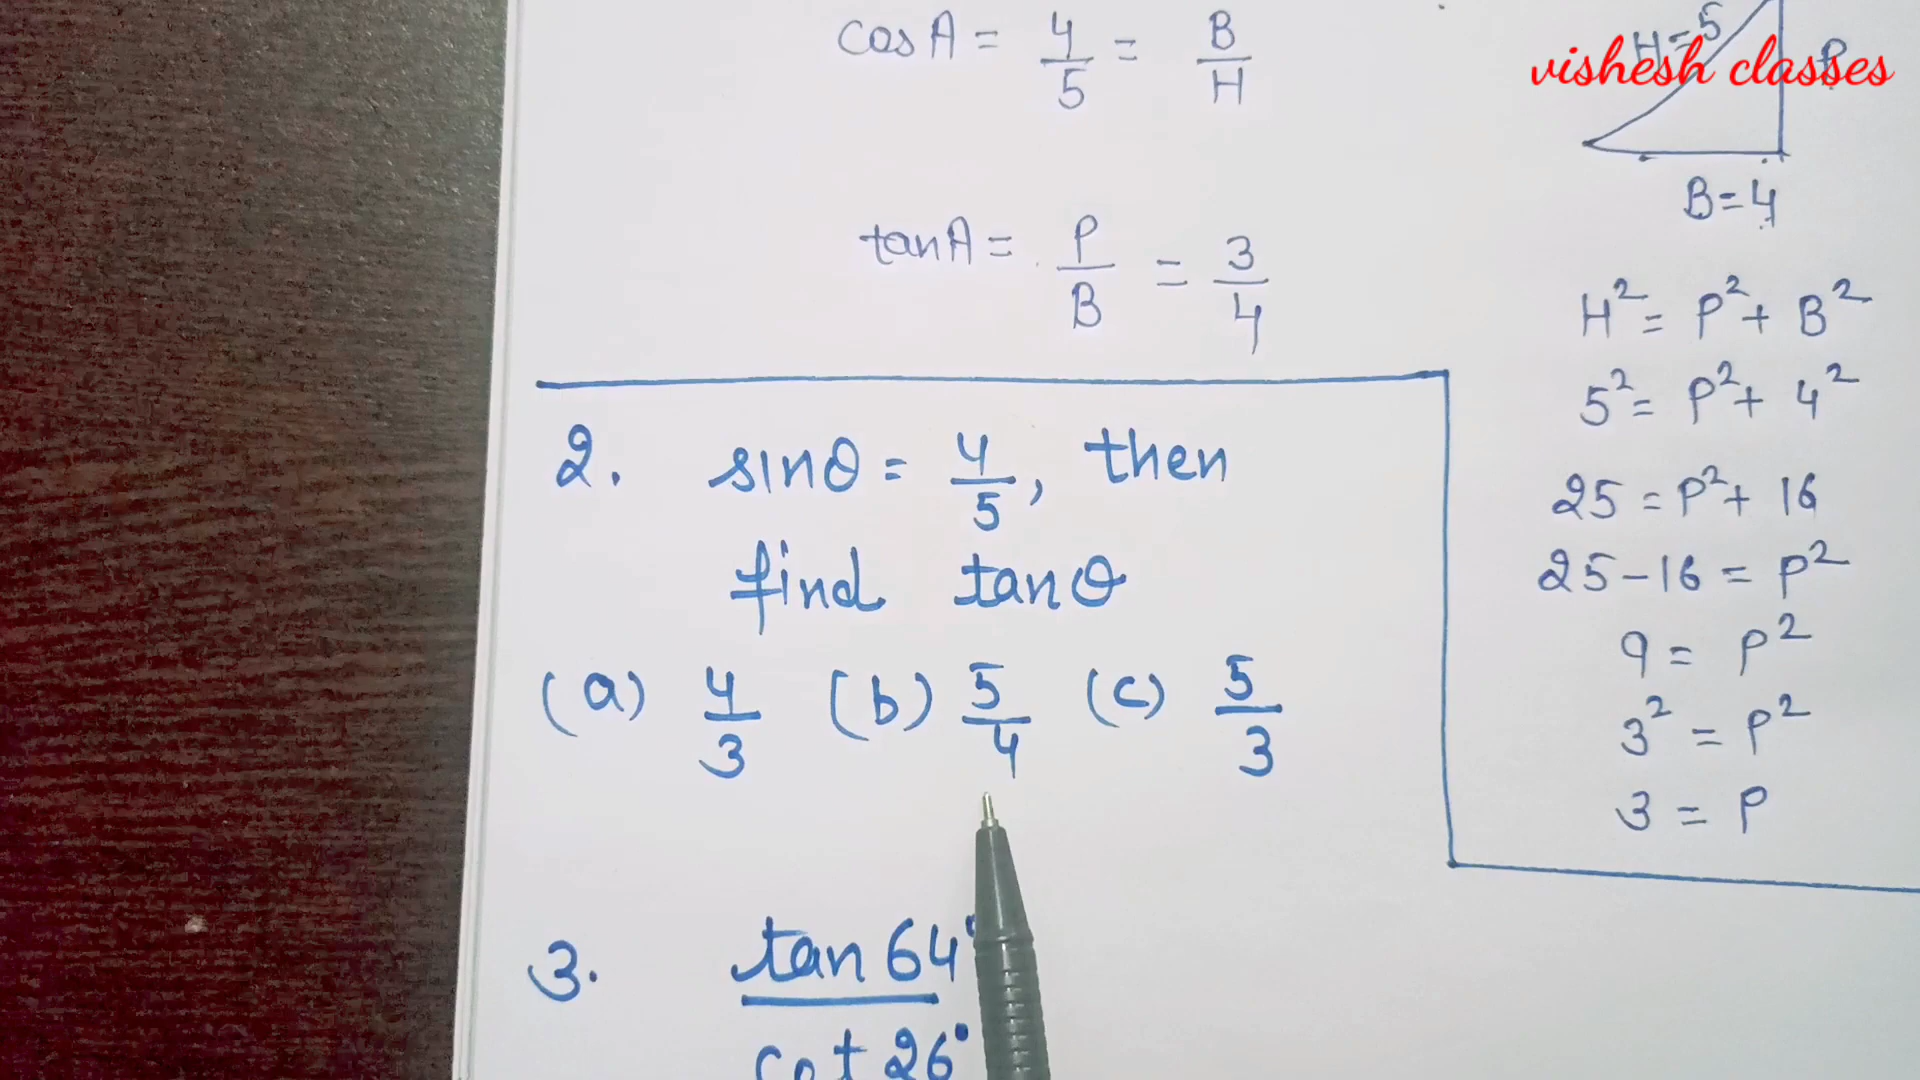 cos A = 4/5 = B/H
tan A = P/B = 3/4
2. sinθ = 4/5, then
find tanθ
(a) 4/3 (b) 5/4 (c) 5/3
3. tan 64°
cot 26°
vishesh classes
H=5
P
B=4
H² = P² + B²
5² = P² + 4²
25 = P² + 16
25 - 16 = P²
9 = P²
3² = P²
3 = P